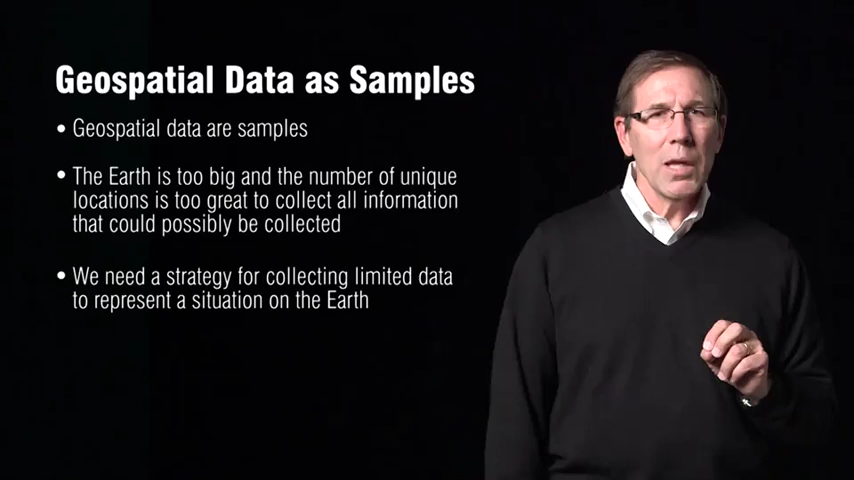 Geospatial Data as Samples
• Geospatial data are samples
• The Earth is too big and the number of unique
locations is too great to collect all information
that could possibly be collected
• We need a strategy for collecting limited data
to represent a situation on the Earth